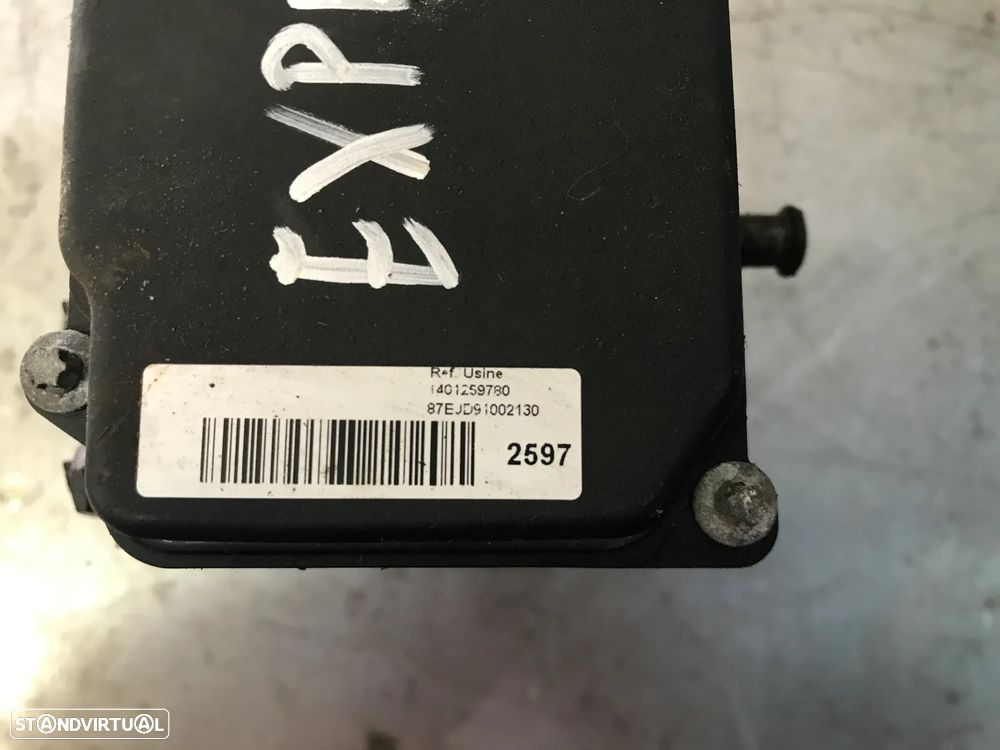 EXP
Ref. Usine
1401259780
87EJD91002130
2597
STANDVIRTUAL